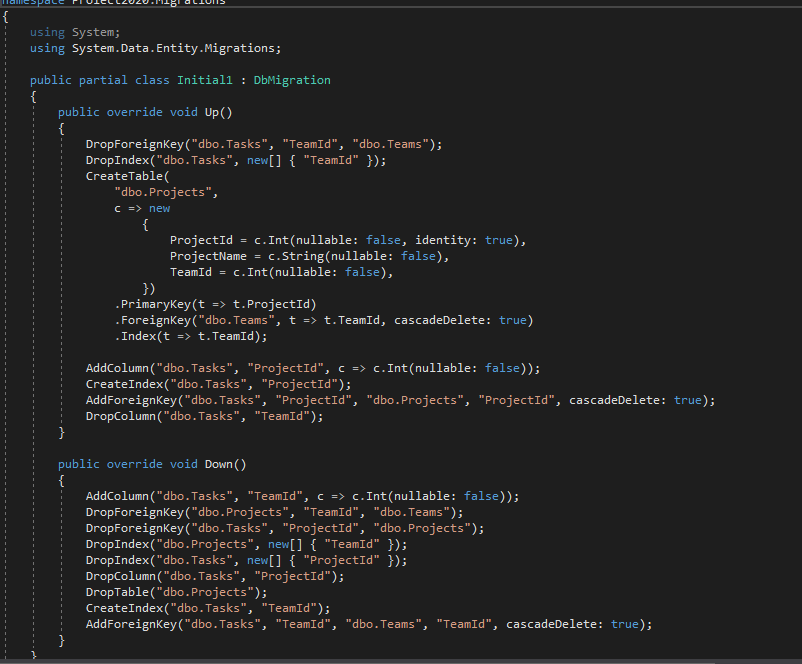 namespace Project2020.Migrations
{
using System;
using System.Data.Entity.Migrations;
public partial class Initial1 : DbMigration
{
public override void Up()
{
DropForeignKey("dbo.Tasks", "TeamId", "dbo.Teams");
DropIndex("dbo.Tasks", new[] { "TeamId" });
CreateTable(
"dbo.Projects",
c => new
{
ProjectId = c.Int(nullable: false, identity: true),
ProjectName = c.String(nullable: false),
TeamId = c.Int(nullable: false),
})
.PrimaryKey(t => t.ProjectId)
.ForeignKey("dbo.Teams", t => t.TeamId, cascadeDelete: true)
.Index(t => t.TeamId);
AddColumn("dbo.Tasks", "ProjectId", c => c.Int(nullable: false));
CreateIndex("dbo.Tasks", "ProjectId");
AddForeignKey("dbo.Tasks", "ProjectId", "dbo.Projects", "ProjectId", cascadeDelete: true);
DropColumn("dbo.Tasks", "TeamId");
}
public override void Down()
{
AddColumn("dbo.Tasks", "TeamId", c => c.Int(nullable: false));
DropForeignKey("dbo.Projects", "TeamId", "dbo.Teams");
DropForeignKey("dbo.Tasks", "ProjectId", "dbo.Projects");
DropIndex("dbo.Projects", new[] { "TeamId" });
DropIndex("dbo.Tasks", new[] { "ProjectId" });
DropColumn("dbo.Tasks", "ProjectId");
DropTable("dbo.Projects");
CreateIndex("dbo.Tasks", "TeamId");
AddForeignKey("dbo.Tasks", "TeamId", "dbo.Teams", "TeamId", cascadeDelete: true);
}
}